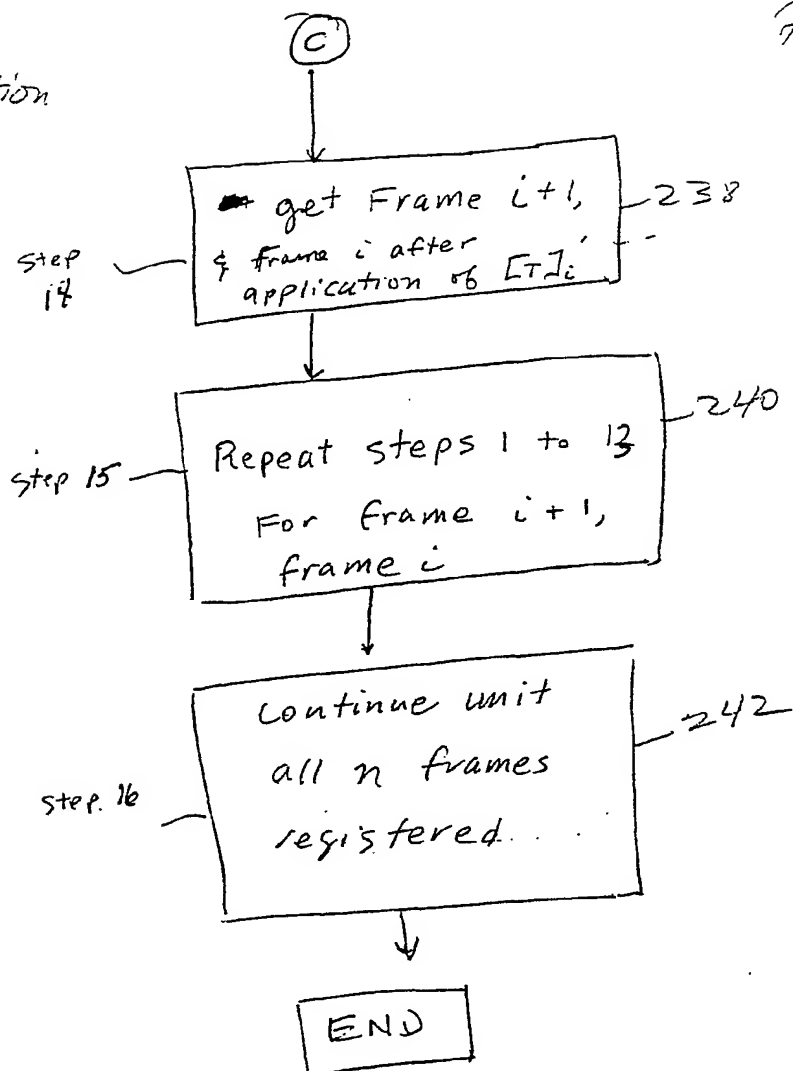 C
get Frame i+1,
& frame i after
application of [T]i
238
step
14
Repeat steps 1 to 13
For frame i+1,
frame i
240
step 15
Continue unit
all n frames
registered...
242
step. 16
END